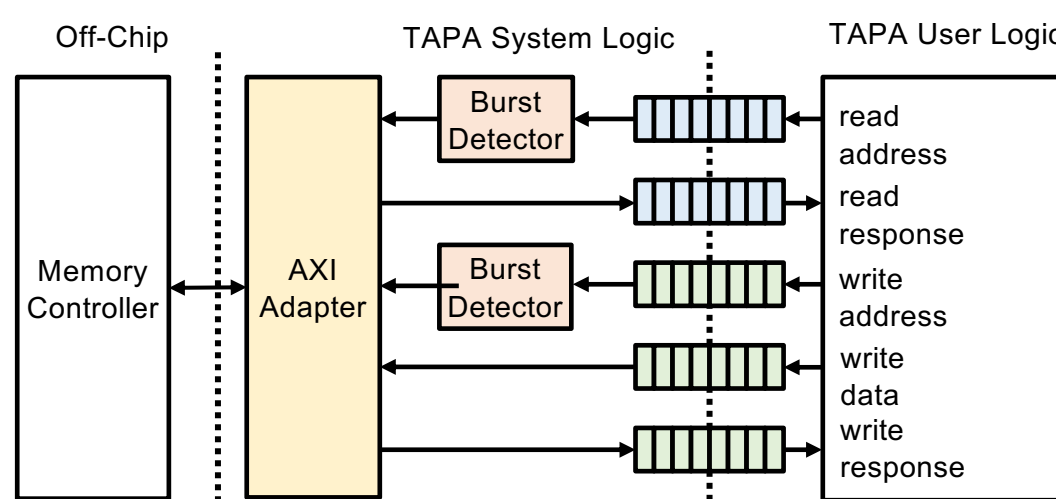 Off-Chip
TAPA System Logic
TAPA User Logic
Memory
Controller
AXI
Adapter
Burst
Detector
Burst
Detector
read
address
read
response
write
address
write
data
write
response